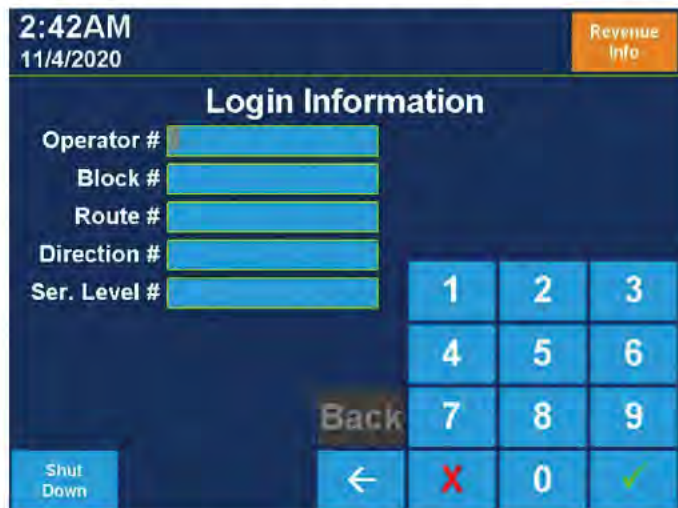 2:42AM
11/4/2020
Revenue
Info
Login Information
Operator #
Block #
Route #
Direction #
Ser. Level #
1 2 3
4 5 6
Back 7 8 9
Shut
Down
← X 0 ✓